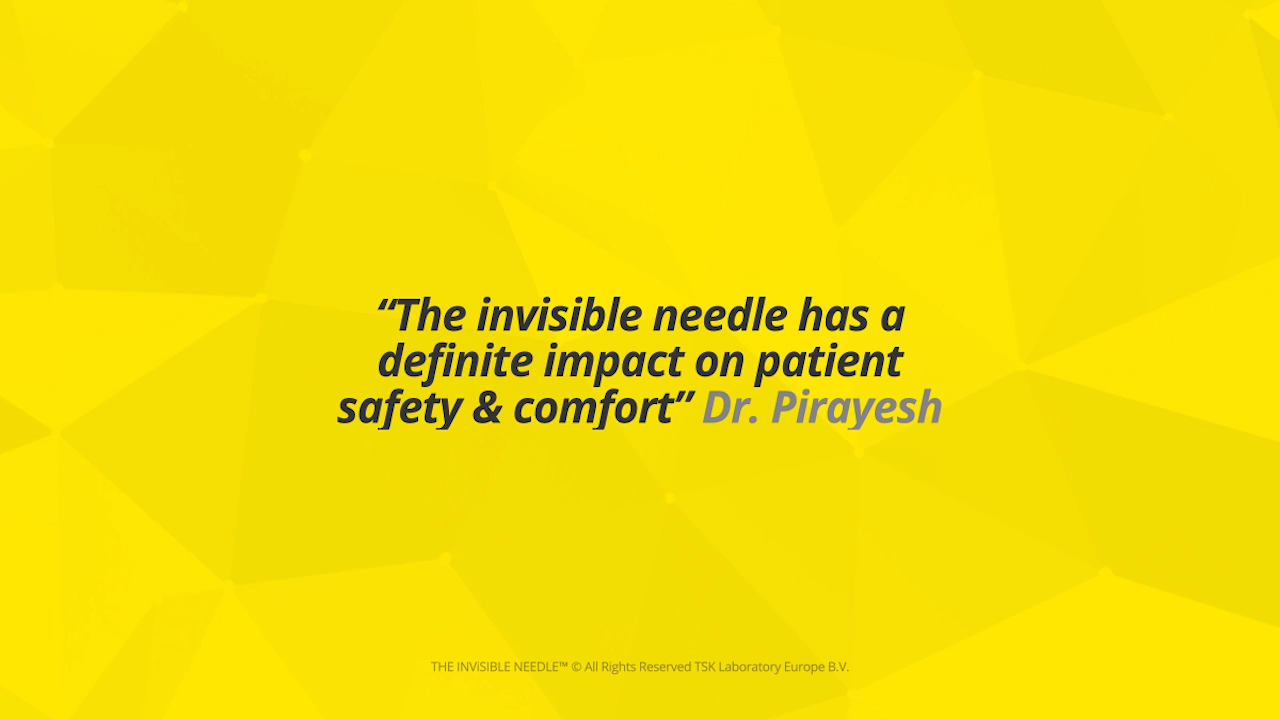 “The invisible needle has a
definite impact on patient
safety & comfort” Dr. Pirayesh
THE INVISIBLE NEEDLE™ © All Rights Reserved TSK Laboratory Europe B.V.